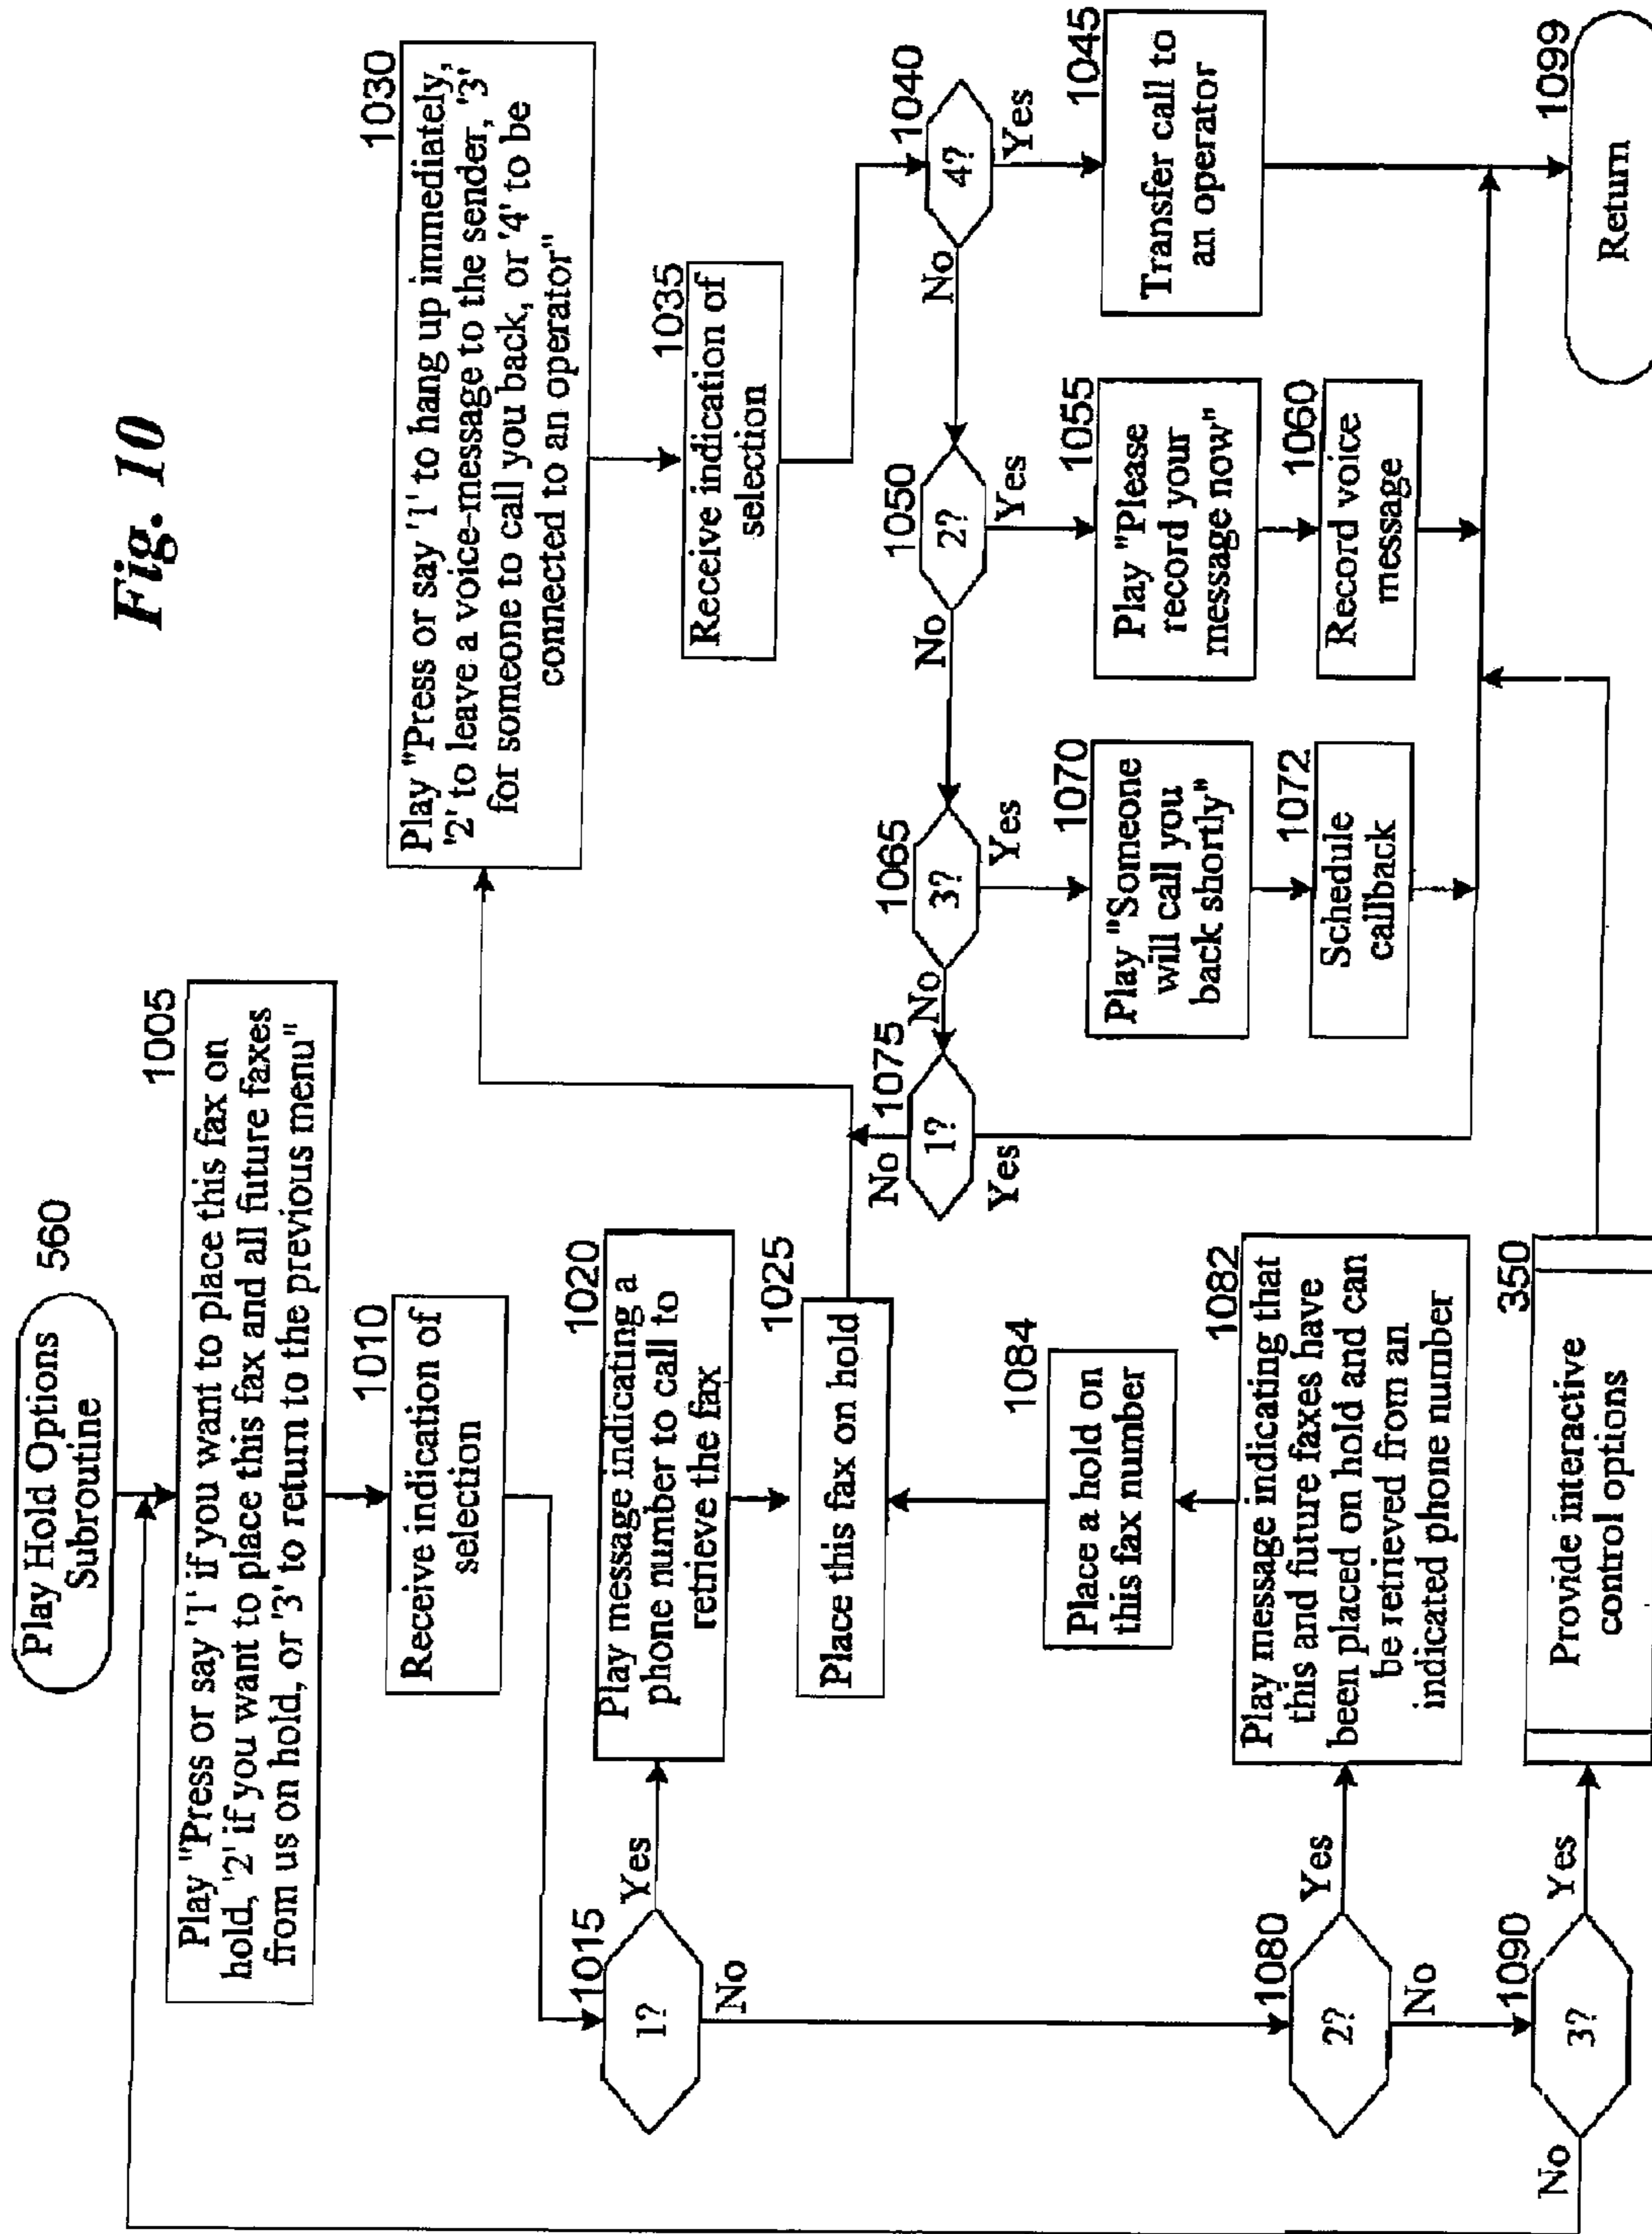 Fig. 10
Play Hold Options
Subroutine
560
1005
Play "Press or say '1' if you want to place this fax on
hold, '2' if you want to place this fax and all future faxes
from us on hold, or '3' to return to the previous menu"
1010
Receive indication of
selection
1015
1?
Yes
No
1020
Play message indicating a
phone number to call to
retrieve the fax
1025
Place this fax on hold
1084
Place a hold on
this fax number
1080
2?
Yes
No
1082
Play message indicating that
this and future faxes have
been placed on hold and can
be retrieved from an
indicated phone number
1090
3?
Yes
No
350
Provide interactive
control options
1030
Play "Press or say '1' to hang up immediately,
'2' to leave a voice-message to the sender, '3'
for someone to call you back, or '4' to be
connected to an operator"
1035
Receive indication of
selection
1040
4?
Yes
No
1045
Transfer call to
an operator
1050
2?
Yes
No
1055
Play "Please
record your
message now"
1060
Record voice
message
1065
3?
Yes
No
1070
Play "Someone
will call you
back shortly"
1072
Schedule
callback
1075
1?
No
Yes
1099
Return